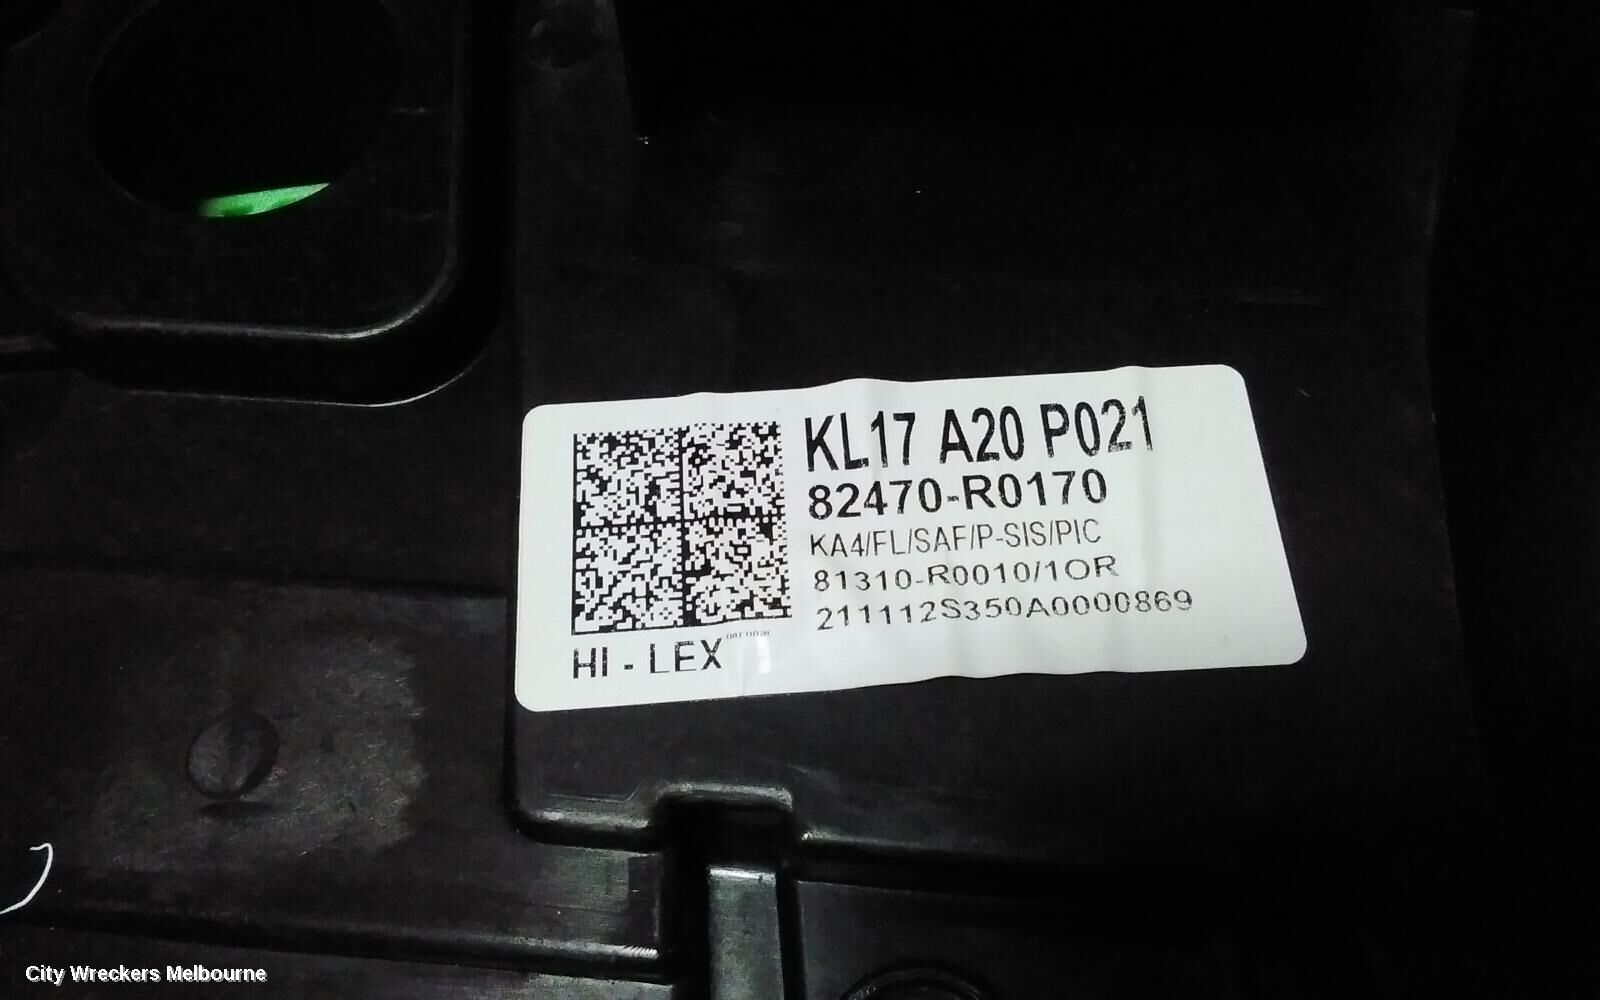 KL17 A20 P021
82470-R0170
KA4/FL/SAF/P-SIS/PIC
81310-R0010/1OR
211112S350A0000869
HI - LEX
City Wreckers Melbourne